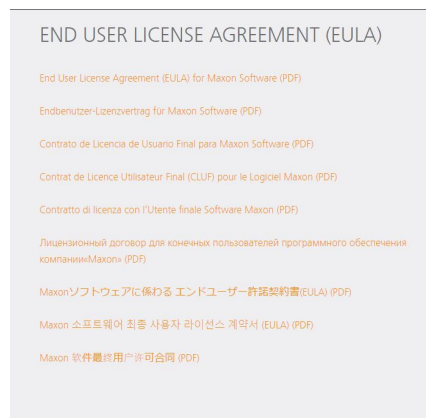 END USER LICENSE AGREEMENT (EULA)
End User License Agreement (EULA) for Maxon Software (PDF)
Endbenutzer-Lizenzvertrag für Maxon Software (PDF)
Contrato de Licencia de Usuario Final para Maxon Software (PDF)
Contrat de Licence Utilisateur Final (CLUF) pour le Logiciel Maxon (PDF)
Contratto di licenza con l'Utente finale Software Maxon (PDF)
Лицензионный договор для конечных пользователей программного обеспечения
компании«Maxon» (PDF)
Maxonソフトウェアに係わる エンドユーザー許諾契約書(EULA) (PDF)
Maxon 소프트웨어 최종 사용자 라이선스 계약서 (EULA) (PDF)
Maxon 软件最终用户许可合同 (PDF)